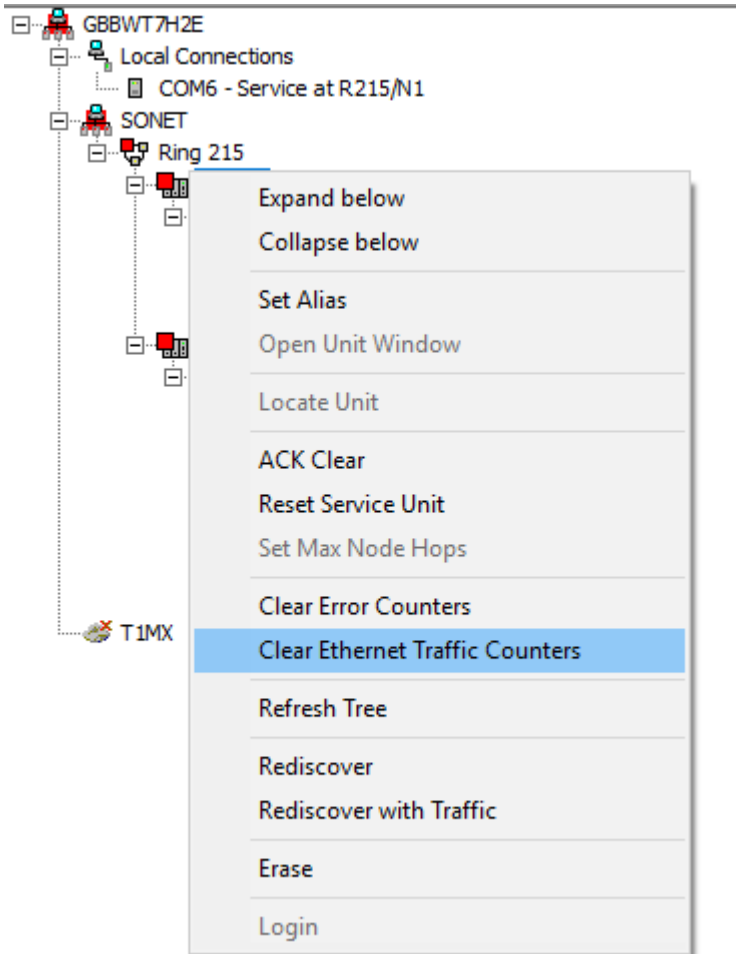 GBBWT7H2E
Local Connections
COM6 - Service at R215/N1
SONET
Ring 215
Expand below
Collapse below
Set Alias
Open Unit Window
Locate Unit
ACK Clear
Reset Service Unit
Set Max Node Hops
Clear Error Counters
T1MX
Clear Ethernet Traffic Counters
Refresh Tree
Rediscover
Rediscover with Traffic
Erase
Login